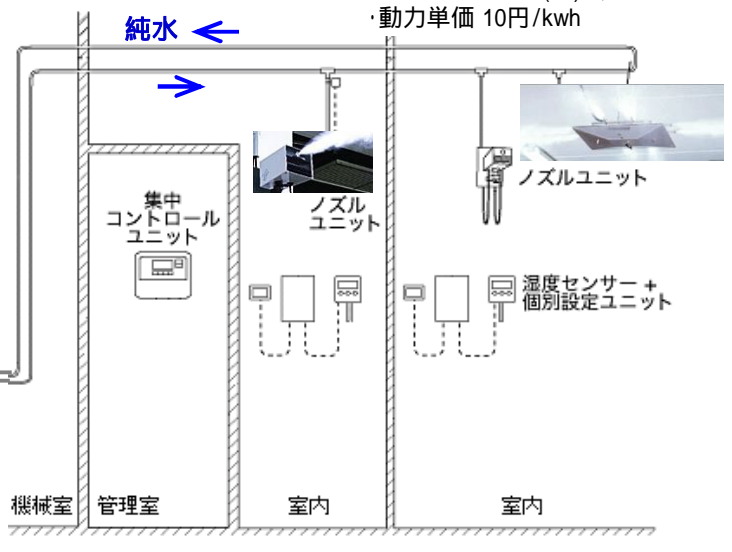 ・動力単価 10円/kwh
純水
集中
コントロール
ユニット
ノズル
ユニット
ノズルユニット
湿度センサー +
個別設定ユニット
機械室
管理室
室内
室内